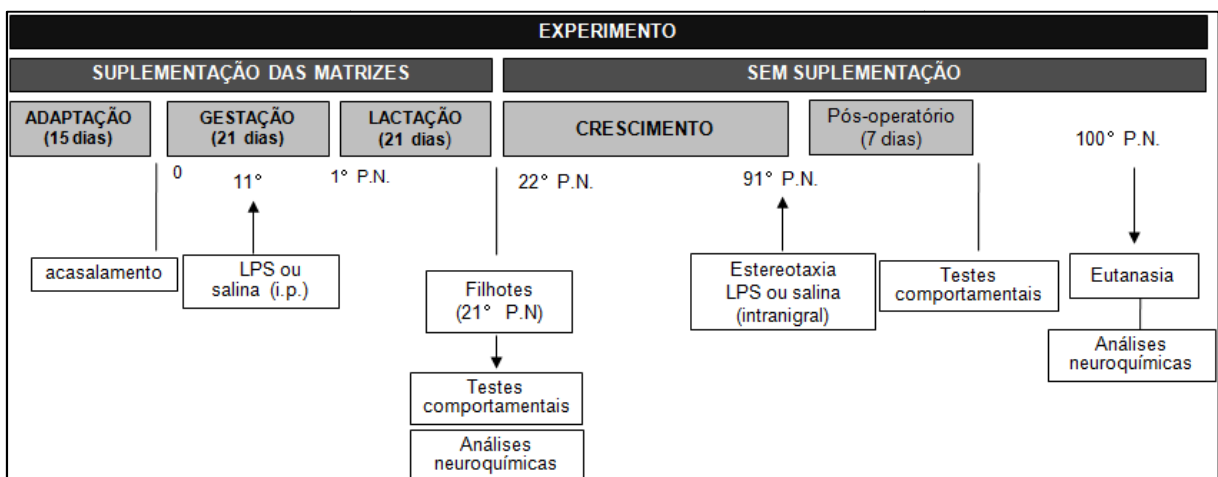 EXPERIMENTO
SUPLEMENTAÇÃO DAS MATRIZES
SEM SUPLEMENTAÇÃO
ADAPTAÇÃO
(15 dias)
GESTAÇÃO
(21 dias)
LACTAÇÃO
(21 dias)
CRESCIMENTO
Pós-operatório
(7 dias)
100° P.N.
0
11°
1° P.N.
22° P.N.
91° P.N.
acasalamento
LPS ou
salina (i.p.)
Filhotes
(21° P.N)
Testes
comportamentais
Análises
neuroquímicas
Estereotaxia
LPS ou salina
(intranigral)
Testes
comportamentais
Eutanasia
Análises
neuroquímicas